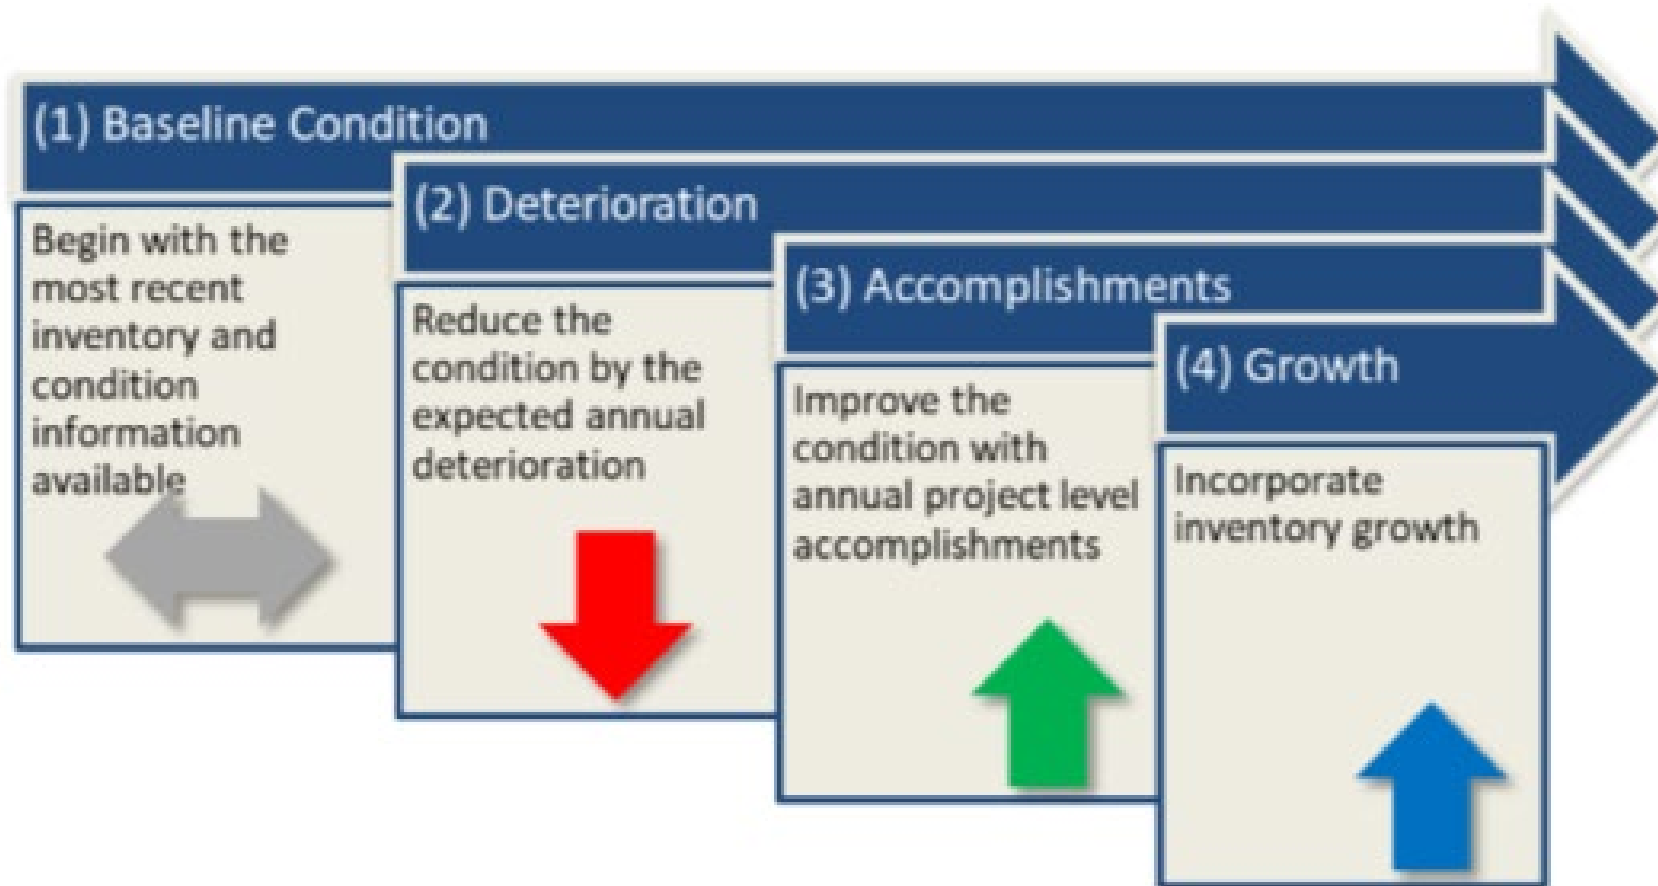 (1) Baseline Condition
Begin with the
most recent
inventory and
condition
information
available
(2) Deterioration
Reduce the
condition by the
expected annual
deterioration
(3) Accomplishments
Improve the
condition with
annual project level
accomplishments
(4) Growth
Incorporate
inventory growth